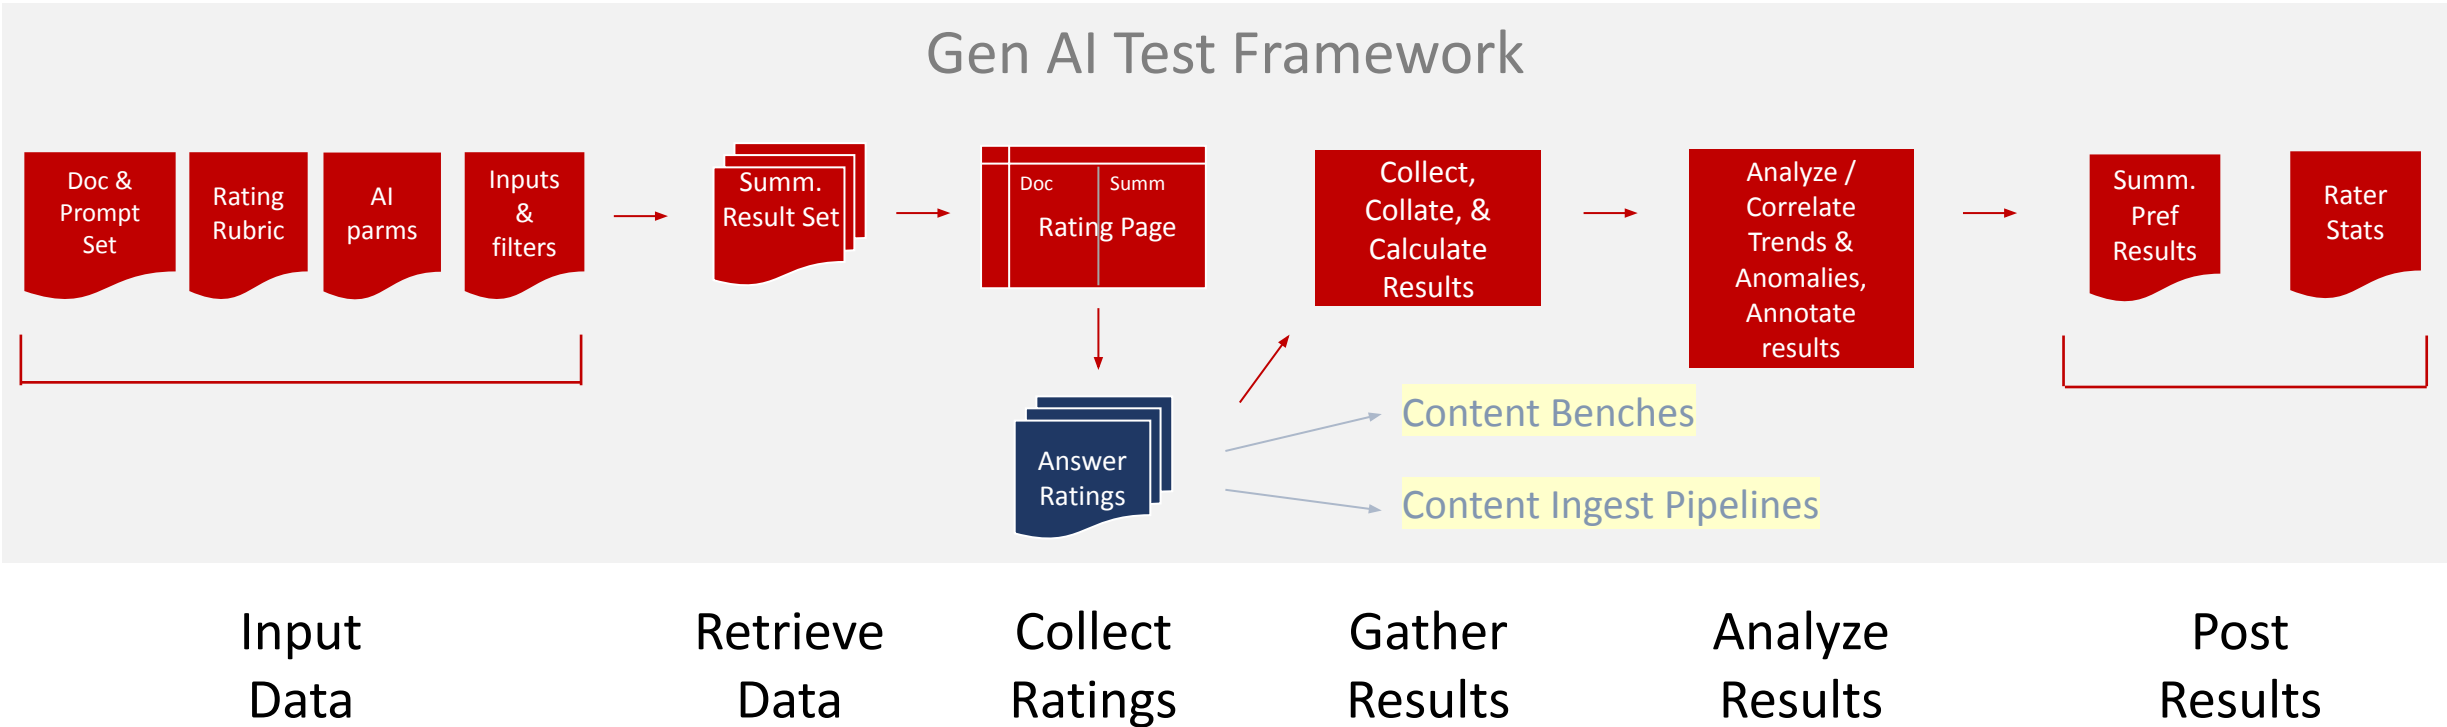 Gen AI Test Framework
Doc &
Prompt
Set
Rating
Rubric
AI
parms
Inputs
&
filters
Summ.
Result Set
Doc
Summ
Rating Page
Collect,
Collate, &
Calculate
Results
Analyze /
Correlate
Trends &
Anomalies,
Annotate
results
Summ.
Pref
Results
Rater
Stats
Answer
Ratings
Content Benches
Content Ingest Pipelines
Input
Data
Retrieve
Data
Collect
Ratings
Gather
Results
Analyze
Results
Post
Results